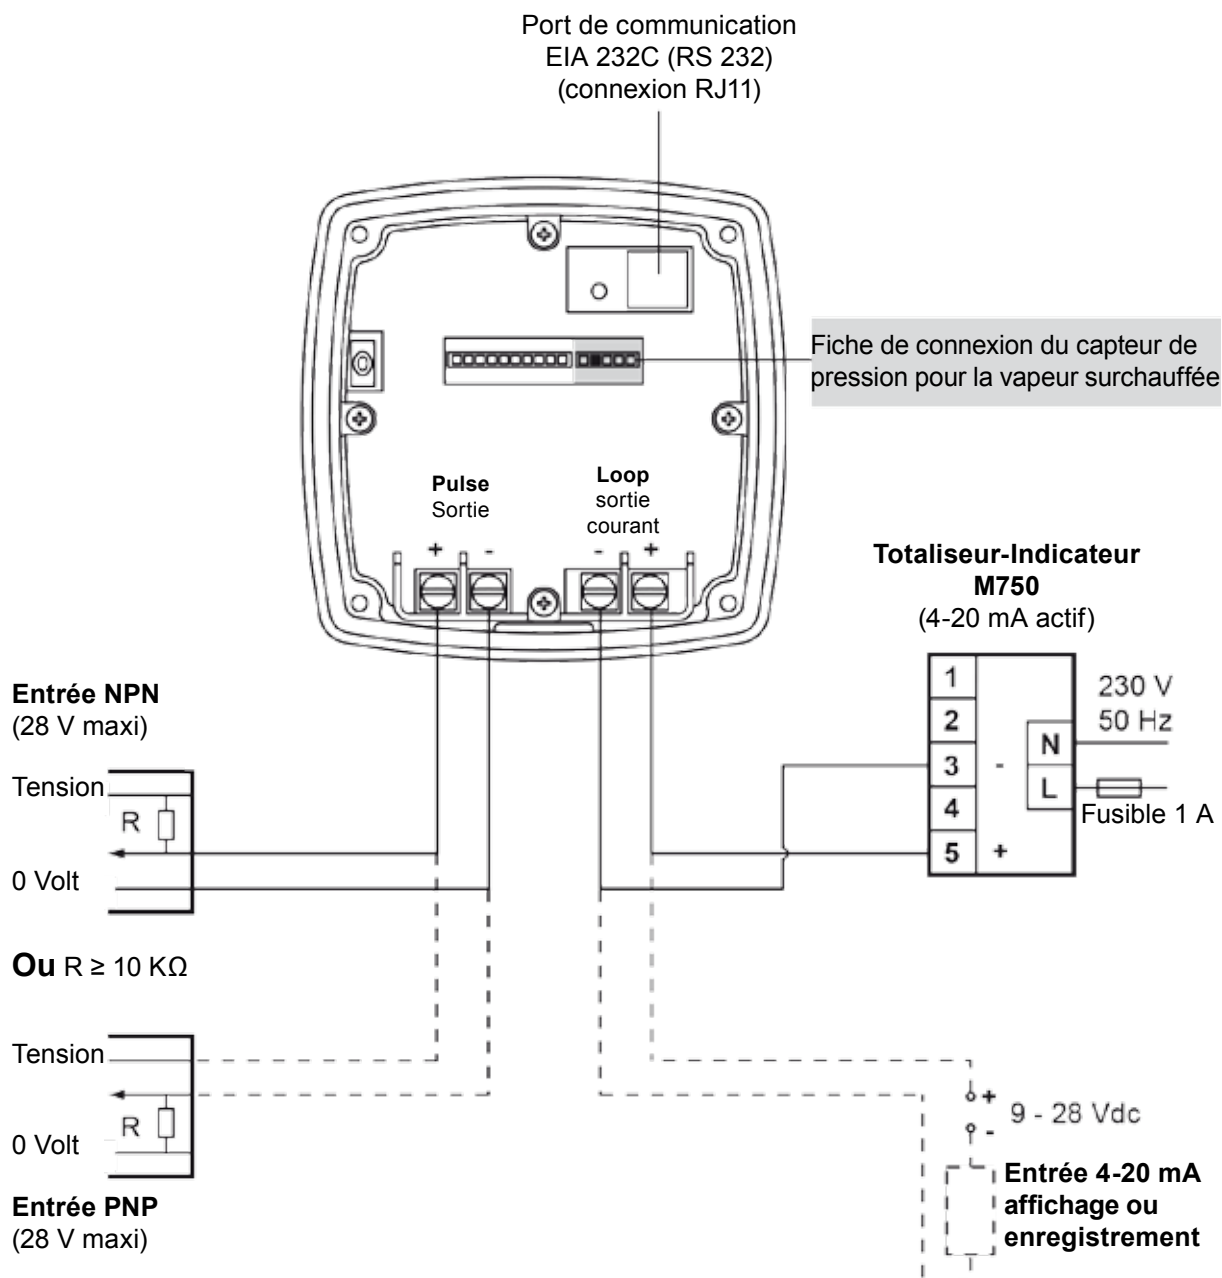 Port de communication
EIA 232C (RS 232)
(connexion RJ11)
Fiche de connexion du capteur de
pression pour la vapeur surchauffée
Pulse
Sortie
+ -
Loop
sortie
courant
- +
Totaliseur-Indicateur
M750
(4-20 mA actif)
1
2
3 -
4
5 +
N
L
230 V
50 Hz
Fusible 1 A
Entrée NPN
(28 V maxi)
Tension
R
0 Volt
Ou R ≥ 10 KΩ
Tension
R
0 Volt
Entrée PNP
(28 V maxi)
+
9 - 28 Vdc
-
Entrée 4-20 mA
affichage ou
enregistrement